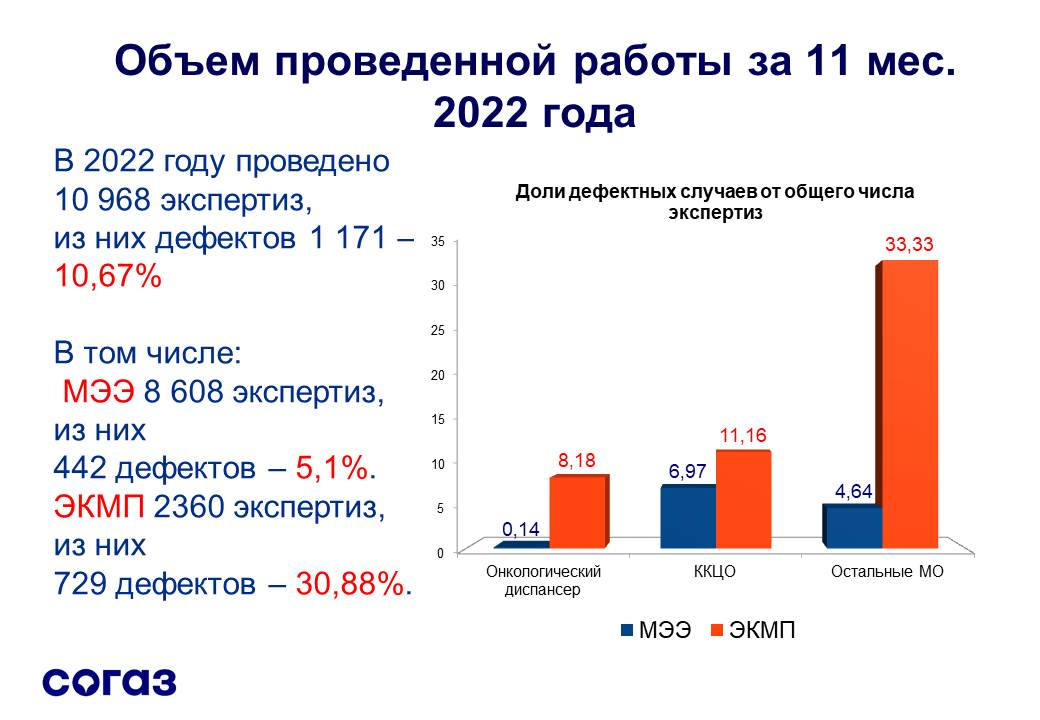 Объем проведенной работы за 11 мес.
2022 года
В 2022 году проведено
10 968 экспертиз,
из них дефектов 1 171 –
10,67%
В том числе:
МЭЭ 8 608 экспертиз,
из них
442 дефектов – 5,1%.
ЭКМП 2360 экспертиз,
из них
729 дефектов – 30,88%.
Доли дефектных случаев от общего числа
экспертиз
35
30
25
20
15
10
5
0
0,14
8,18
6,97
11,16
4,64
33,33
Онкологический
диспансер
ККЦО
Остальные МО
МЭЭ
ЭКМП
согаз